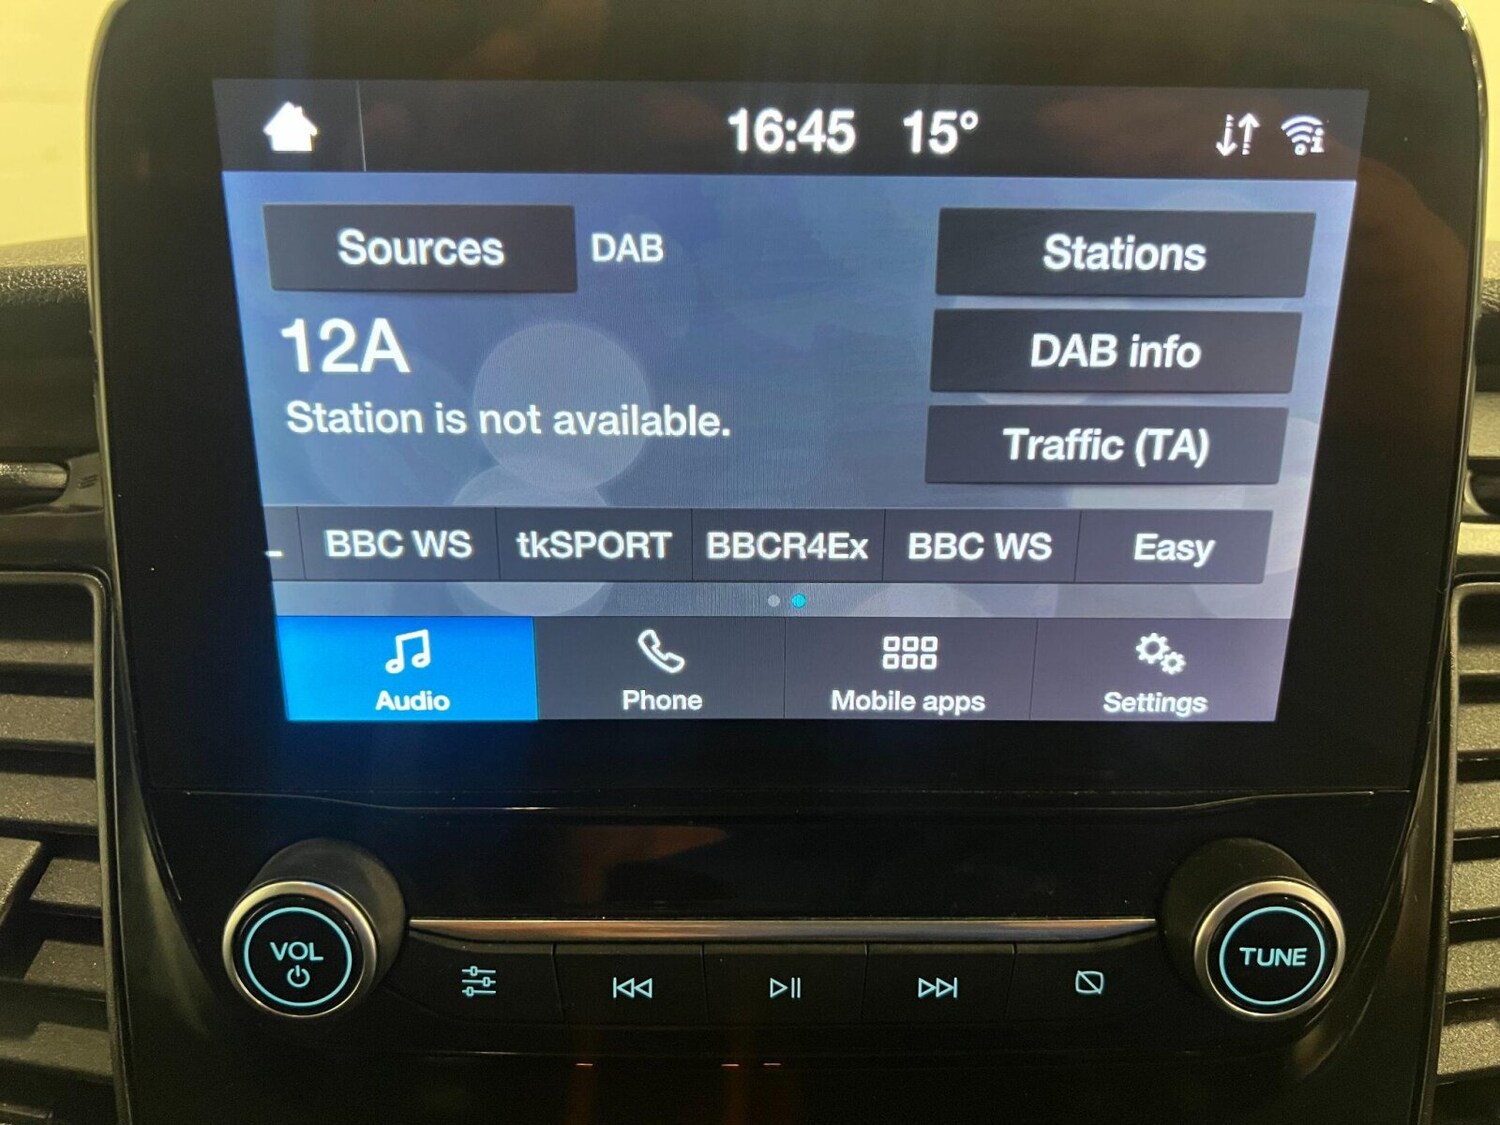 16:45 15°
Sources DAB Stations
12A
DAB info
Station is not available.
Traffic (TA)
BBC WS tkSPORT BBCR4Ex BBC WS Easy
Audio Phone Mobile apps Settings
VOL
TUNE